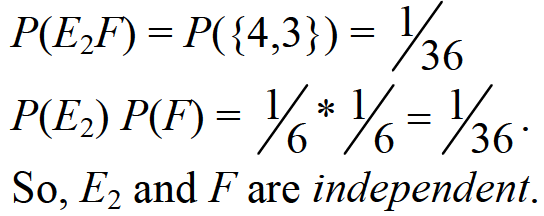 P(E₂F) = P({4,3}) = 1/36
P(E₂) P(F) = 1/6 * 1/6 = 1/36.
So, E₂ and F are independent.